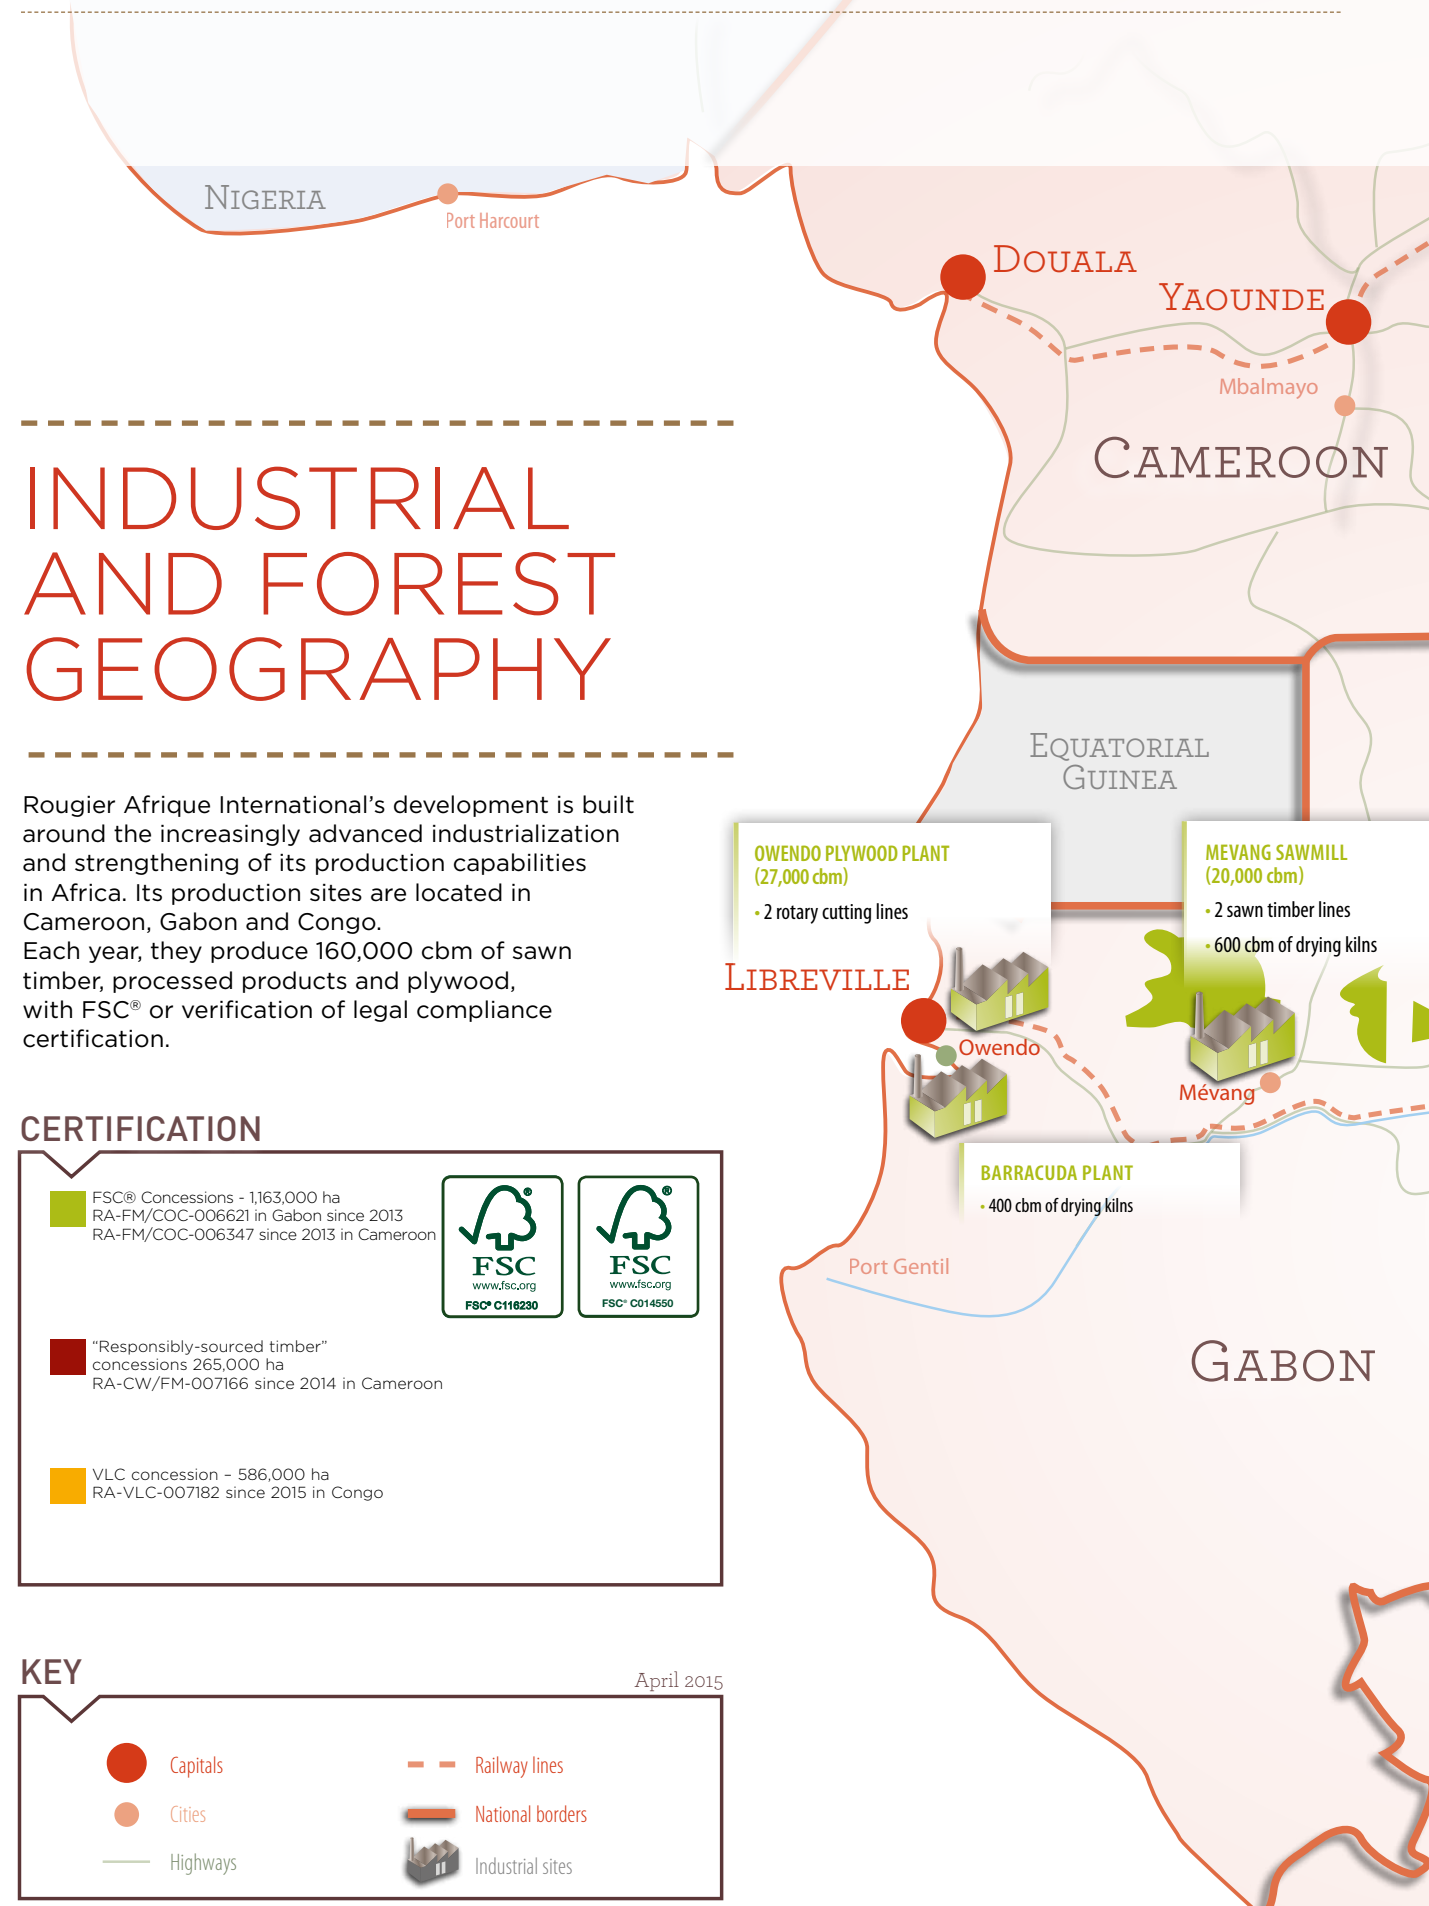 NIGERIA
Port Harcourt
DOUALA
YAOUNDE
Mbalmayo
CAMEROON
INDUSTRIAL
AND FOREST
GEOGRAPHY
EQUATORIAL
GUINEA
Rougier Afrique International’s development is built
around the increasingly advanced industrialization
and strengthening of its production capabilities
in Africa. Its production sites are located in
Cameroon, Gabon and Congo.
Each year, they produce 160,000 cbm of sawn
timber, processed products and plywood,
with FSC® or verification of legal compliance
certification.
OWENDO PLYWOOD PLANT
(27,000 cbm)
• 2 rotary cutting lines
MEVANG SAWMILL
(20,000 cbm)
• 2 sawn timber lines
• 600 cbm of drying kilns
LIBREVILLE
Owendo
Mévang
BARRACUDA PLANT
• 400 cbm of drying kilns
Port Gentil
GABON
CERTIFICATION
FSC® Concessions - 1,163,000 ha
RA-FM/COC-006621 in Gabon since 2013
RA-FM/COC-006347 since 2013 in Cameroon
®
FSC
www.fsc.org
FSC® C116230
®
FSC
www.fsc.org
FSC® C014550
“Responsibly-sourced timber”
concessions 265,000 ha
RA-CW/FM-007166 since 2014 in Cameroon
VLC concession – 586,000 ha
RA-VLC-007182 since 2015 in Congo
KEY
April 2015
Capitals
Railway lines
Cities
National borders
Highways
Industrial sites